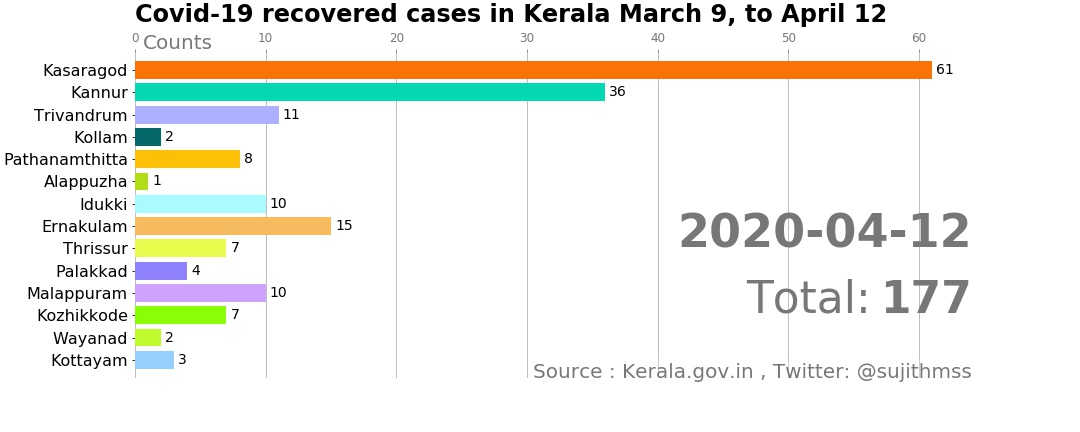 Covid-19 recovered cases in Kerala March 9, to April 12
0 10 20 30 40 50 60
Counts
Kasaragod 61
Kannur 36
Trivandrum 11
Kollam 2
Pathanamthitta 8
Alappuzha 1
Idukki 10
Ernakulam 15
2020-04-12
Thrissur 7
Palakkad 4
Malappuram 10
Total: 177
Kozhikkode 7
Wayanad 2
Kottayam 3
Source : Kerala.gov.in , Twitter: @sujithmss